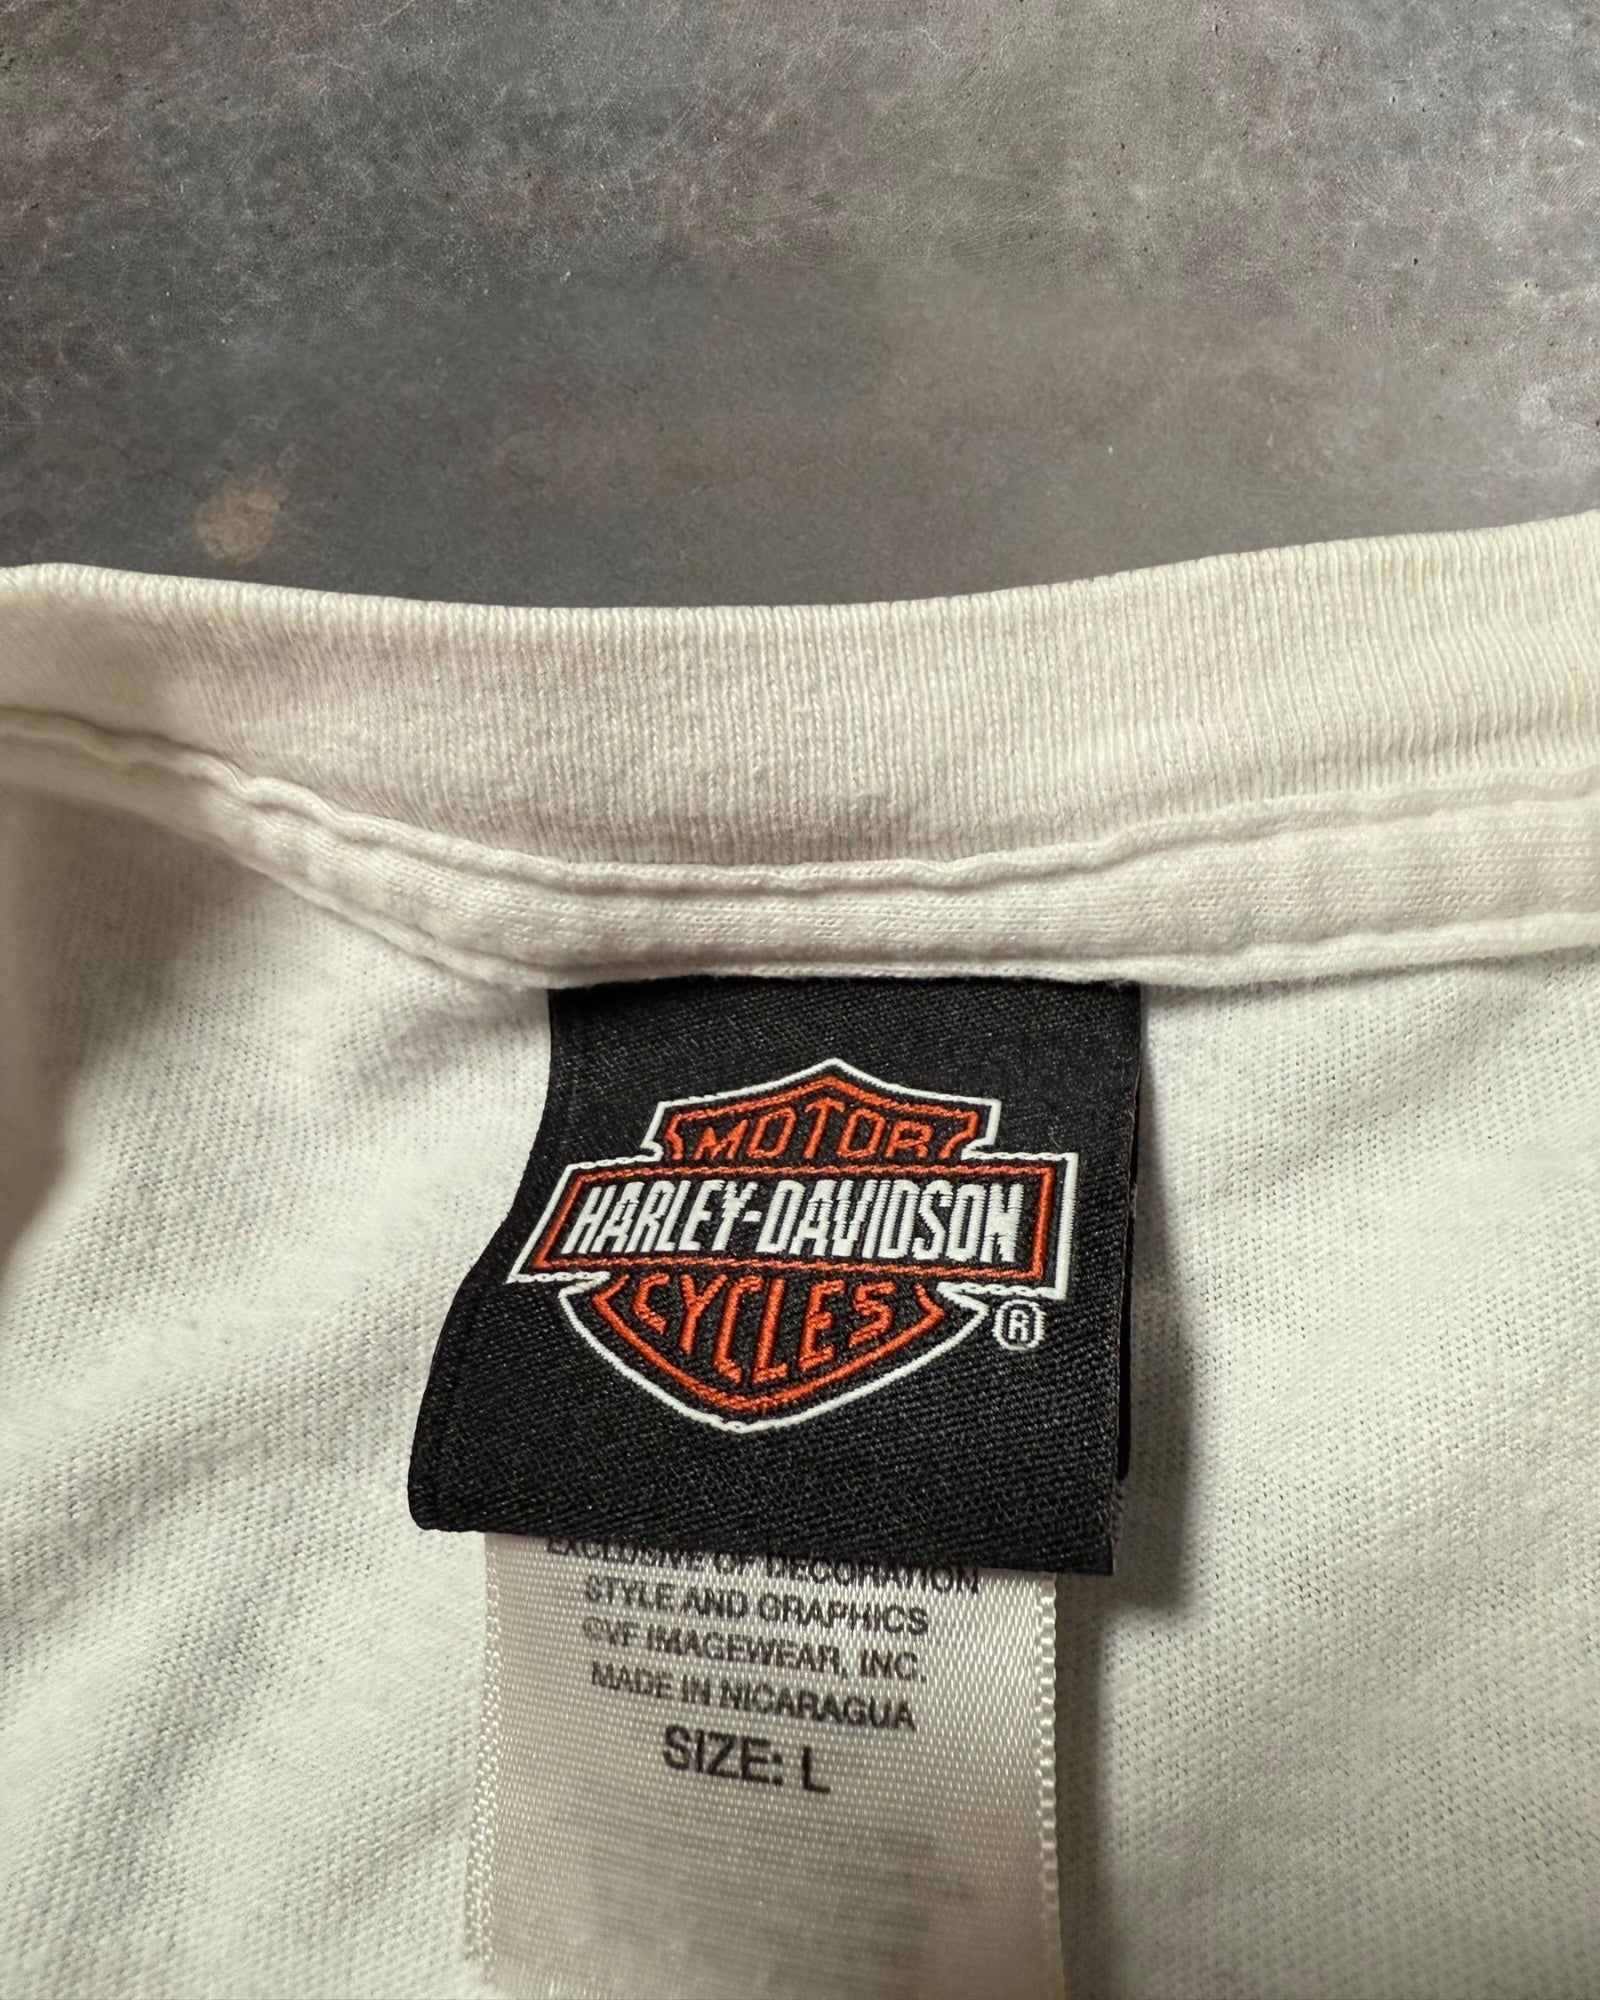 MOTOR
HARLEY-DAVIDSON
CYCLES
®
EXCLUSIVE OF DECORATION
STYLE AND GRAPHICS
©VF IMAGEWEAR, INC.
MADE IN NICARAGUA
SIZE: L